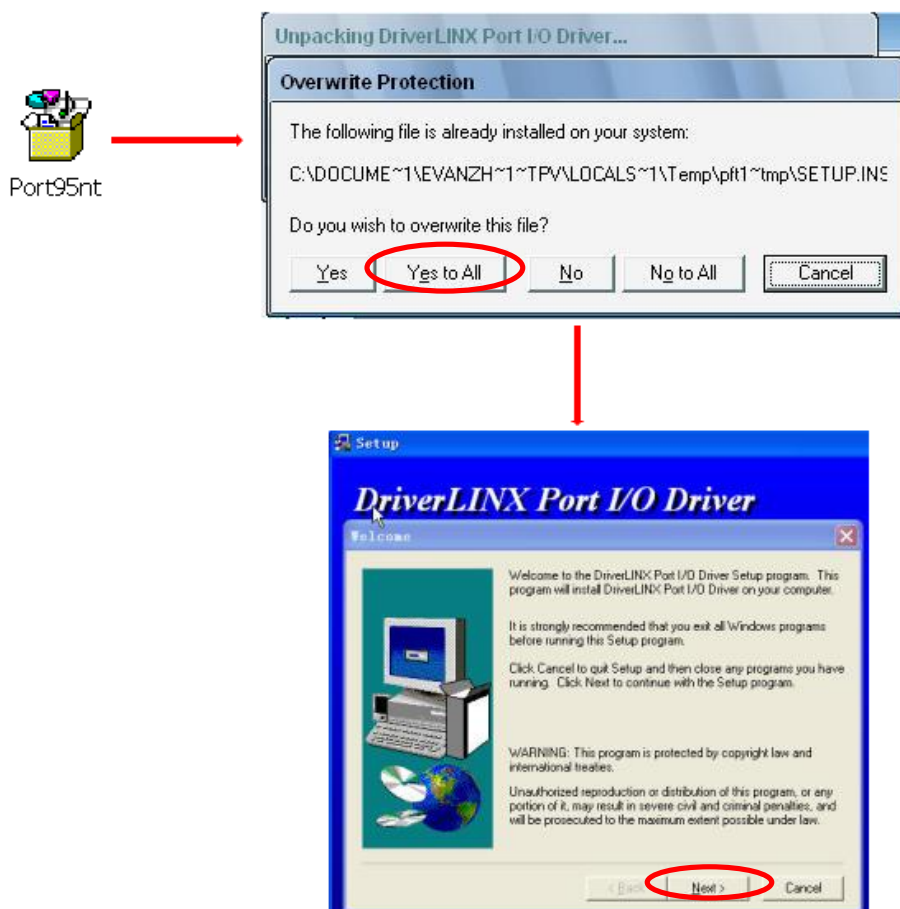 Unpacking DriverLINX Port I/O Driver...
Overwrite Protection
The following file is already installed on your system:
C:\DOCUME~1\EVANZH~1~TPV\LOCALS~1\Temp\pft1~tmp\SETUP.INS
Do you wish to overwrite this file?
Yes
Yes to All
No
No to All
Cancel
Port95nt
Setup
DriverLINX Port I/O Driver
Welcome
Welcome to the DriverLINX Port I/O Driver Setup program. This
program will install DriverLINX Port I/O Driver on your computer.
It is strongly recommended that you exit all Windows programs
before running this Setup program.
Click Cancel to quit Setup and then close any programs you have
running. Click Next to continue with the Setup program.
WARNING: This program is protected by copyright law and
international treaties.
Unauthorized reproduction or distribution of this program, or any
portion of it, may result in severe civil and criminal penalties, and
will be prosecuted to the maximum extent possible under law.
< Back
Next >
Cancel